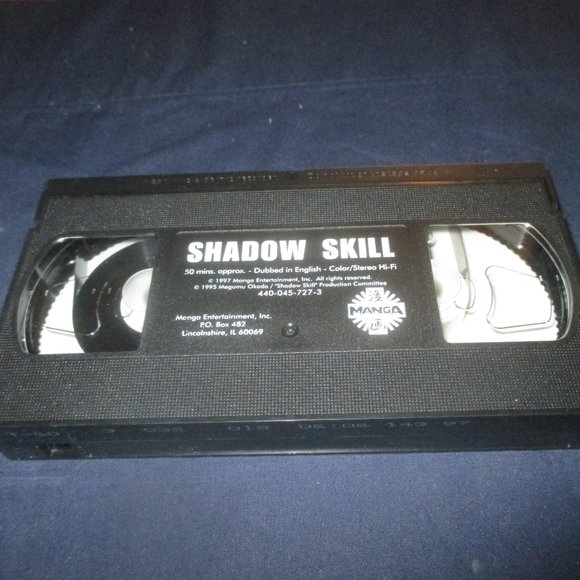 SHADOW SKILL
50 mins. approx. - Dubbed in English - Color/Stereo Hi-Fi
© 1997 Manga Entertainment, Inc. All rights reserved.
© 1995 Megumu Okada / "Shadow Skill" Production Committee
440-045-727-3
Manga Entertainment, Inc.
P.O. Box 482
Lincolnshire, IL 60069
MANGA